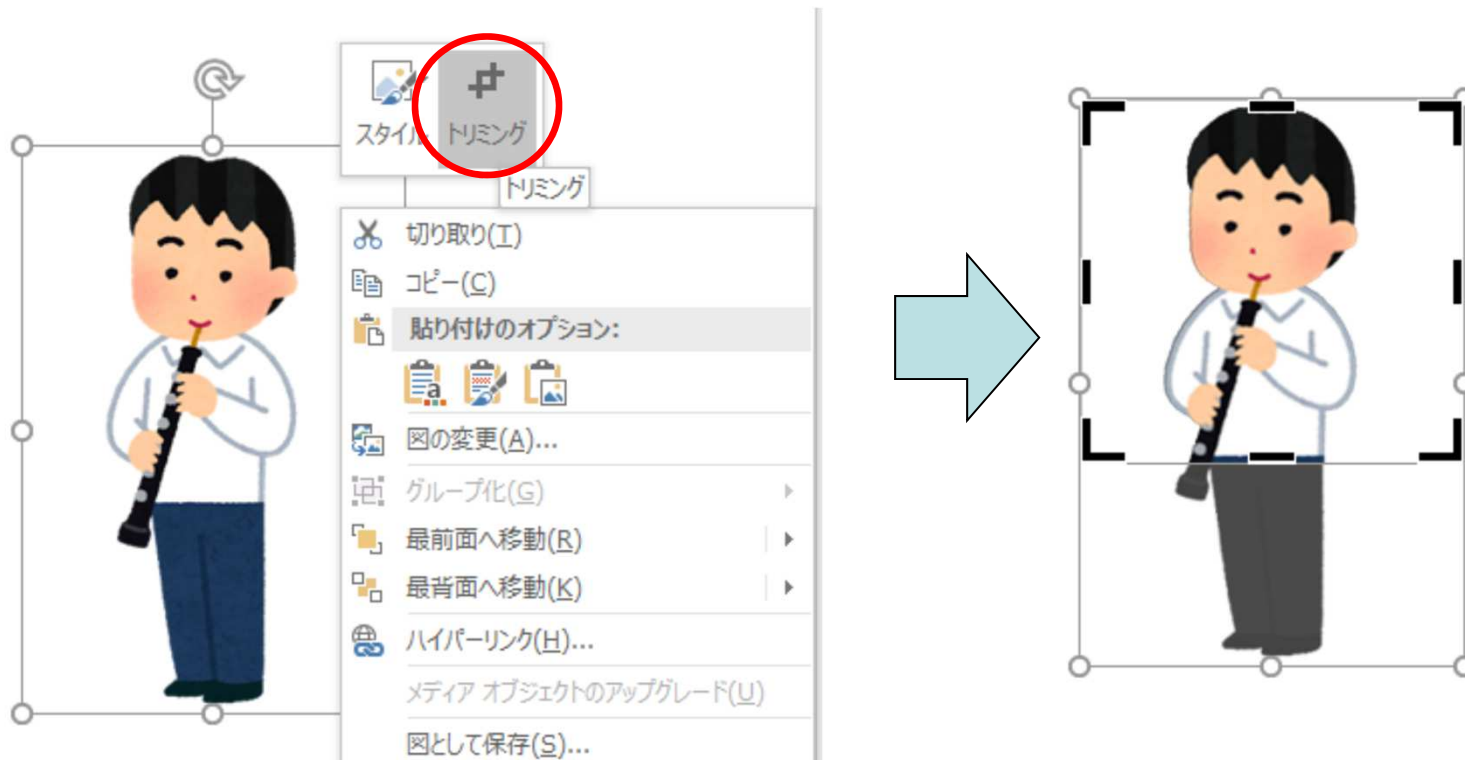 スタイル トリミング
トリミング
切り取り(T)
コピー(C)
貼り付けのオプション:
a
図の変更(A)...
グループ化(G)
最前面へ移動(R)
最背面へ移動(K)
ハイパーリンク(H)...
メディア オブジェクトのアップグレード(U)
図として保存(S)...